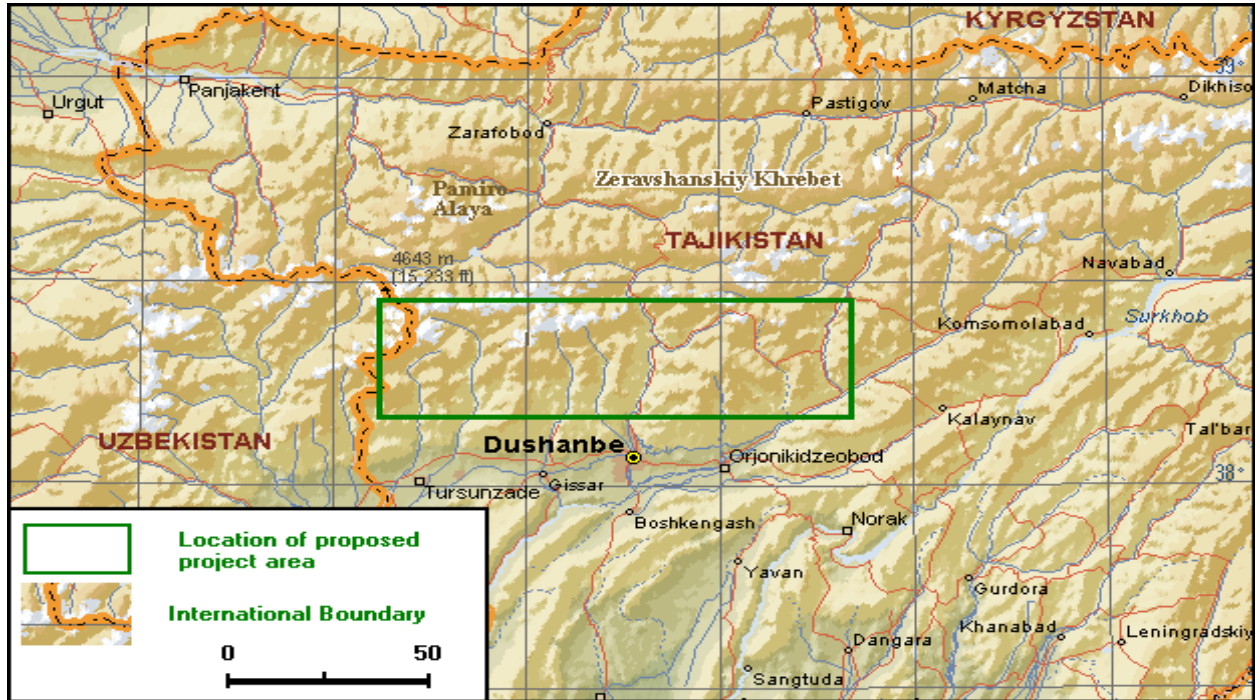 KYRGYZSTAN
39°
Panjakent
Urgut
Matcha
Dikhiso
Pastigov
Zarafobod
Zeravshanskiy Khrebet
Pamiro
Alaya
TAJIKISTAN
4643 m
(15,233 ft)
Navabad
Surkhob
Komsomolabad
Kalaynav
Tal'bar
UZBEKISTAN
Dushanbe
Orjonikidzeobod
38°
Tursunzade
Gissar
Boshkengash
Norak
Yavan
Gurdora
Khanabad
Leningradskiy
Dangara
Sangtuda
Location of proposed
project area
International Boundary
0 50